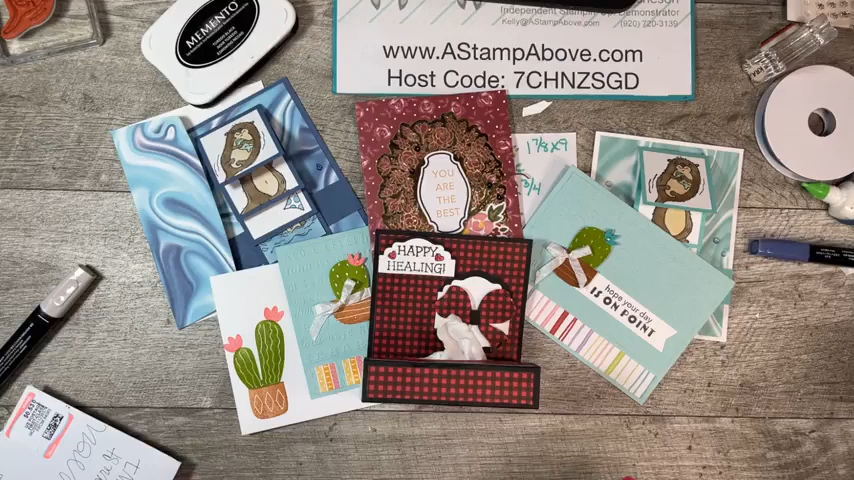 MEMENTO
Independent Stampin' Up! Demonstrator
Kelly@AStampAbove.com (920) 720-3135
www.AStampAbove.com
Host Code: 7CHNZSGD
1 7/8 x 9
3/4
YOU
ARE
THE
BEST
HAPPY
HEALING!
hope your day
IS ON POINT